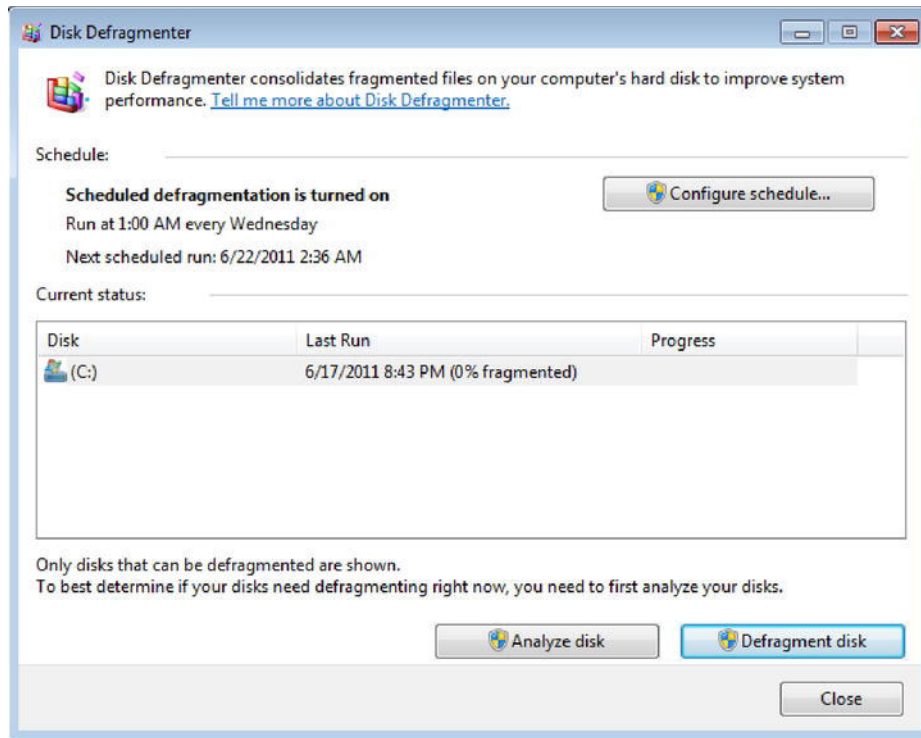 Disk Defragmenter
Disk Defragmenter consolidates fragmented files on your computer's hard disk to improve system
performance. Tell me more about Disk Defragmenter.
Schedule:
Scheduled defragmentation is turned on
Configure schedule...
Run at 1:00 AM every Wednesday
Next scheduled run: 6/22/2011 2:36 AM
Current status:
Disk Last Run Progress
(C:) 6/17/2011 8:43 PM (0% fragmented)
Only disks that can be defragmented are shown.
To best determine if your disks need defragmenting right now, you need to first analyze your disks.
Analyze disk Defragment disk
Close